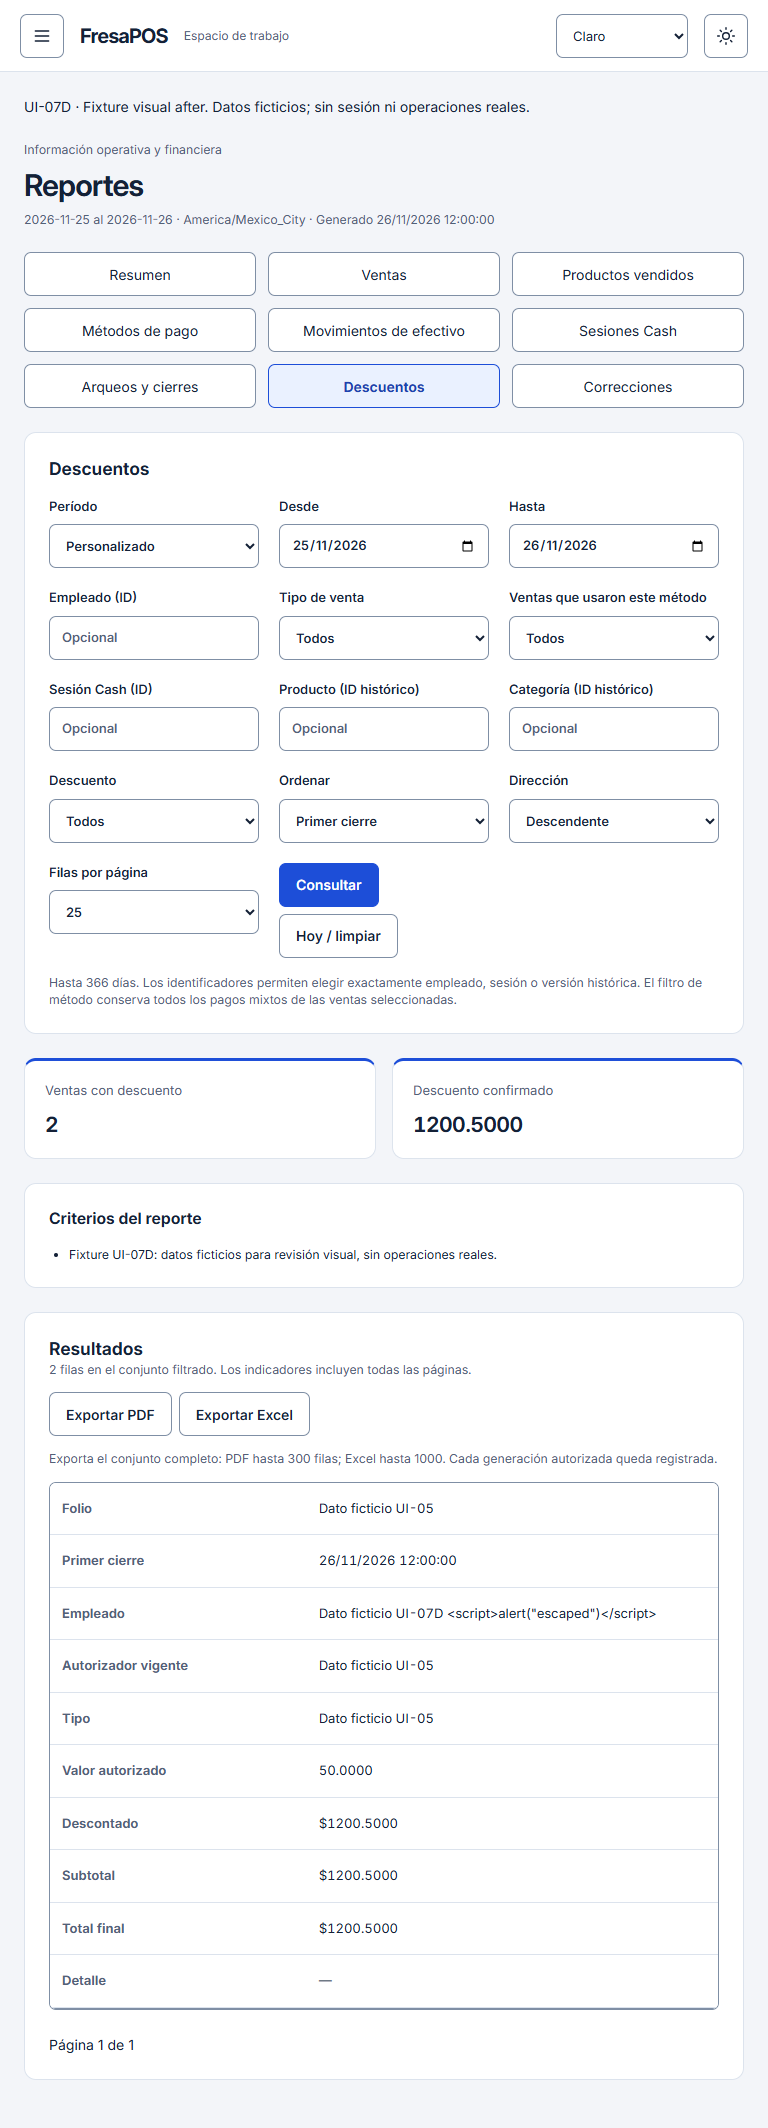 FresaPOS Espacio de trabajo Claro
UI-07D · Fixture visual after. Datos ficticios; sin sesión ni operaciones reales.
Información operativa y financiera
Reportes
2026-11-25 al 2026-11-26 · America/Mexico_City · Generado 26/11/2026 12:00:00
Resumen Ventas Productos vendidos
Métodos de pago Movimientos de efectivo Sesiones Cash
Arqueos y cierres Descuentos Correcciones
Descuentos
Período Desde Hasta
Personalizado 25/11/2026 26/11/2026
Empleado (ID) Tipo de venta Ventas que usaron este método
Opcional Todos Todos
Sesión Cash (ID) Producto (ID histórico) Categoría (ID histórico)
Opcional Opcional Opcional
Descuento Ordenar Dirección
Todos Primer cierre Descendente
Filas por página
25
Consultar
Hoy / limpiar
Hasta 366 días. Los identificadores permiten elegir exactamente empleado, sesión o versión histórica. El filtro de
método conserva todos los pagos mixtos de las ventas seleccionadas.
Ventas con descuento
2
Descuento confirmado
1200.5000
Criterios del reporte
• Fixture UI-07D: datos ficticios para revisión visual, sin operaciones reales.
Resultados
2 filas en el conjunto filtrado. Los indicadores incluyen todas las páginas.
Exportar PDF Exportar Excel
Exporta el conjunto completo: PDF hasta 300 filas; Excel hasta 1000. Cada generación autorizada queda registrada.
Folio Dato ficticio UI-05
Primer cierre 26/11/2026 12:00:00
Empleado Dato ficticio UI-07D <script>alert("escaped")</script>
Autorizador vigente Dato ficticio UI-05
Tipo Dato ficticio UI-05
Valor autorizado 50.0000
Descontado $1200.5000
Subtotal $1200.5000
Total final $1200.5000
Detalle —
Página 1 de 1